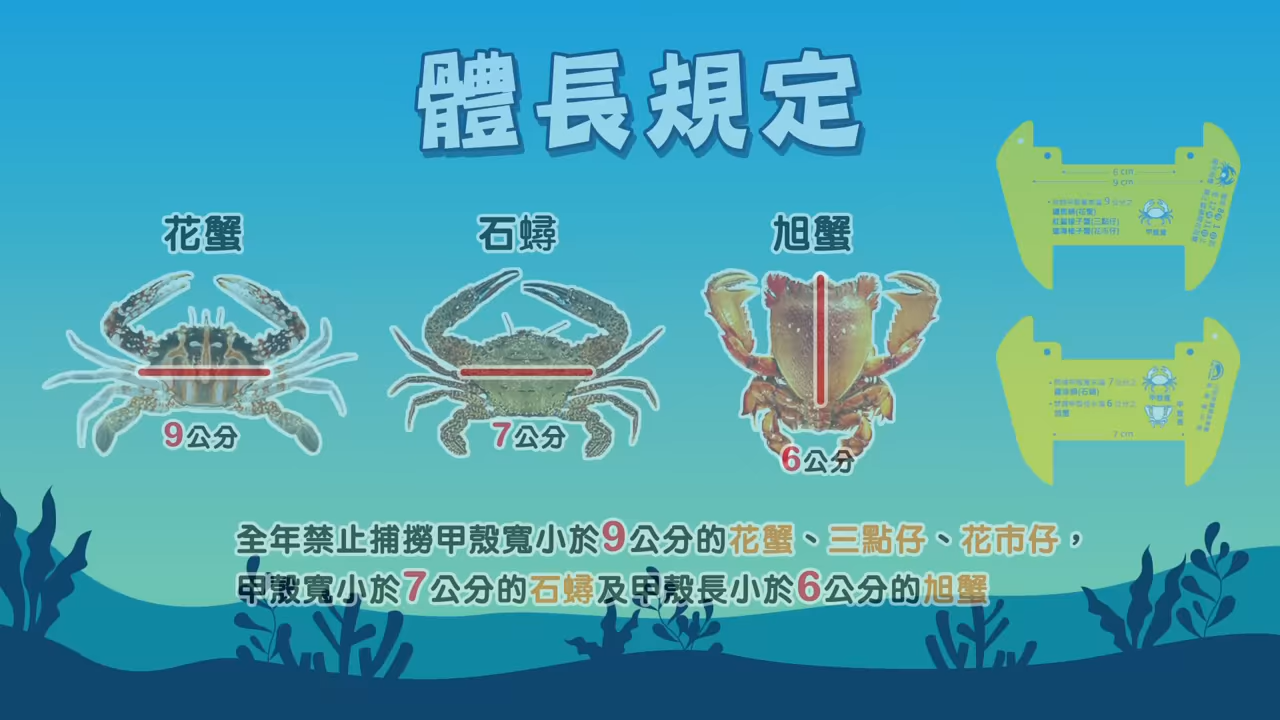 體長規定
花蟹
石蟳
旭蟹
9公分
7公分
6公分
全年禁止捕撈甲殼寬小於9公分的花蟹、三點仔、花市仔，
甲殼寬小於7公分的石蟳及甲殼長小於6公分的旭蟹
6 cm
9 cm
甲殼寬
7 cm